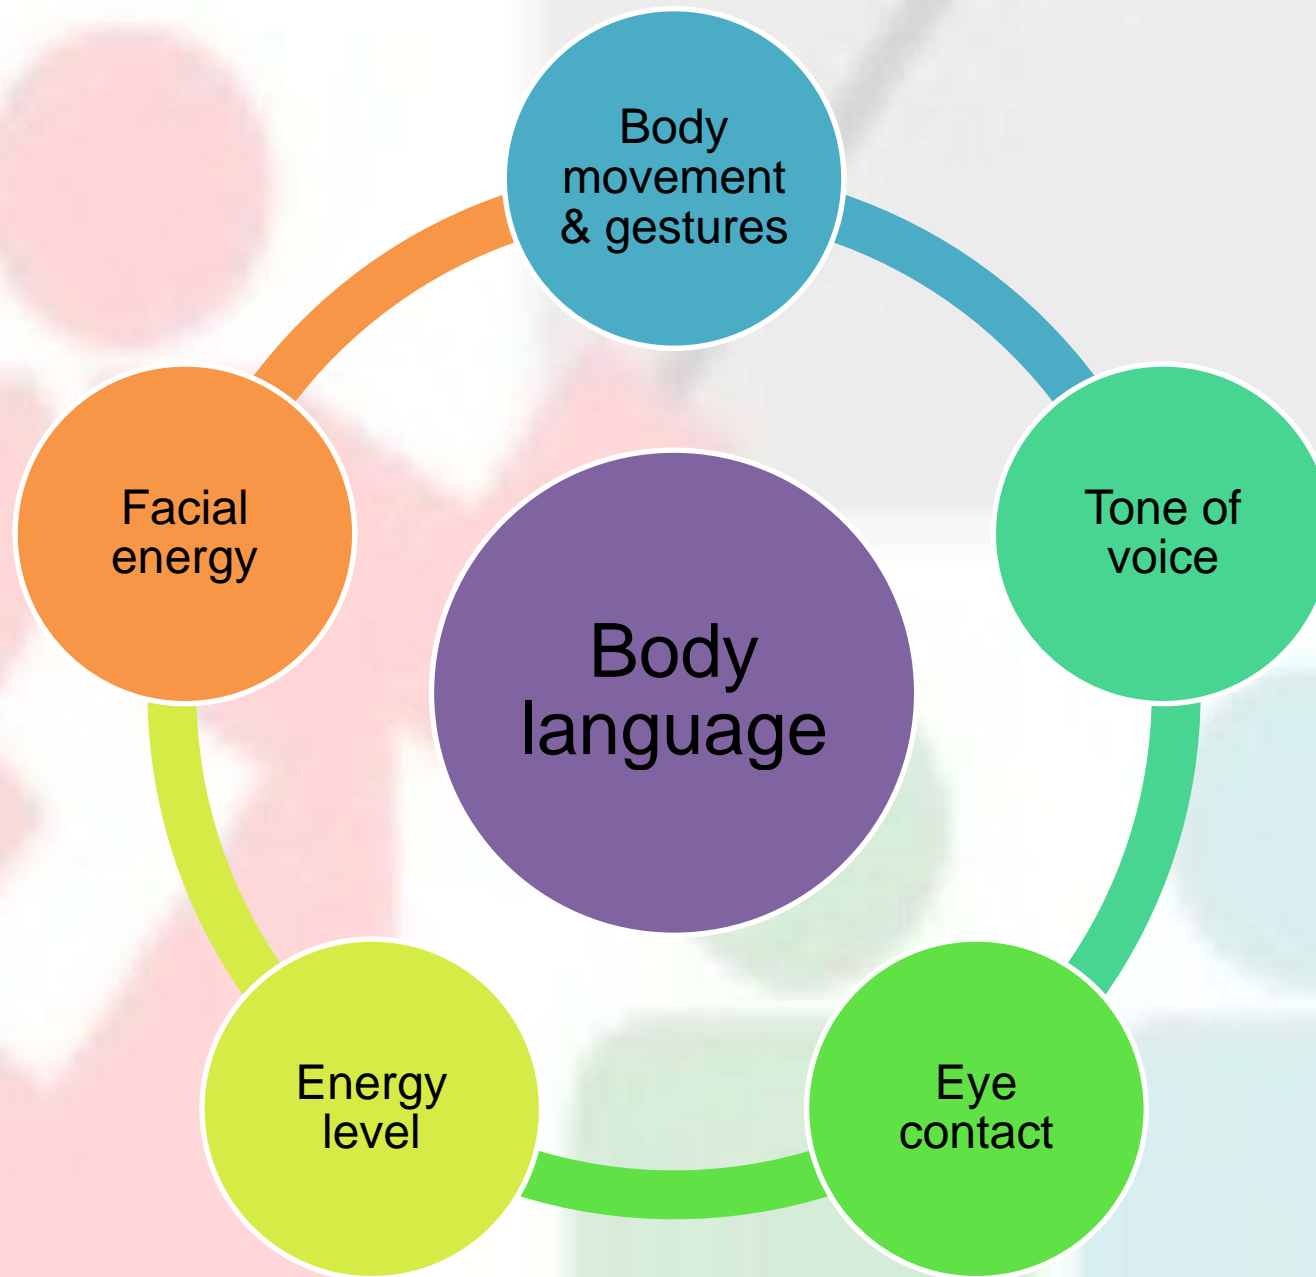 Body
movement
& gestures
Tone of
voice
Eye
contact
Energy
level
Facial
energy
Body
language